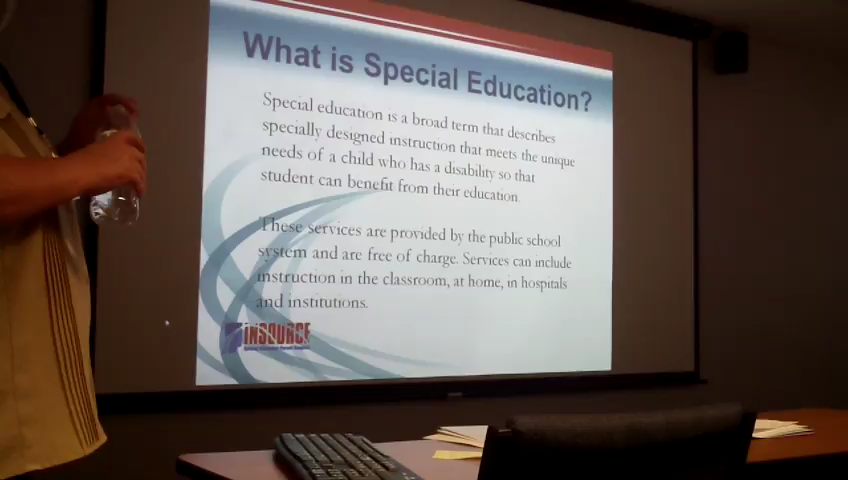 What is Special Education?
Special education is a broad term that describes
specially designed instruction that meets the unique
needs of a child who has a disability so that
student can benefit from their education.
These services are provided by the public school
system and are free of charge. Services can include
instruction in the classroom, at home, in hospitals
and institutions.
INSOURCE